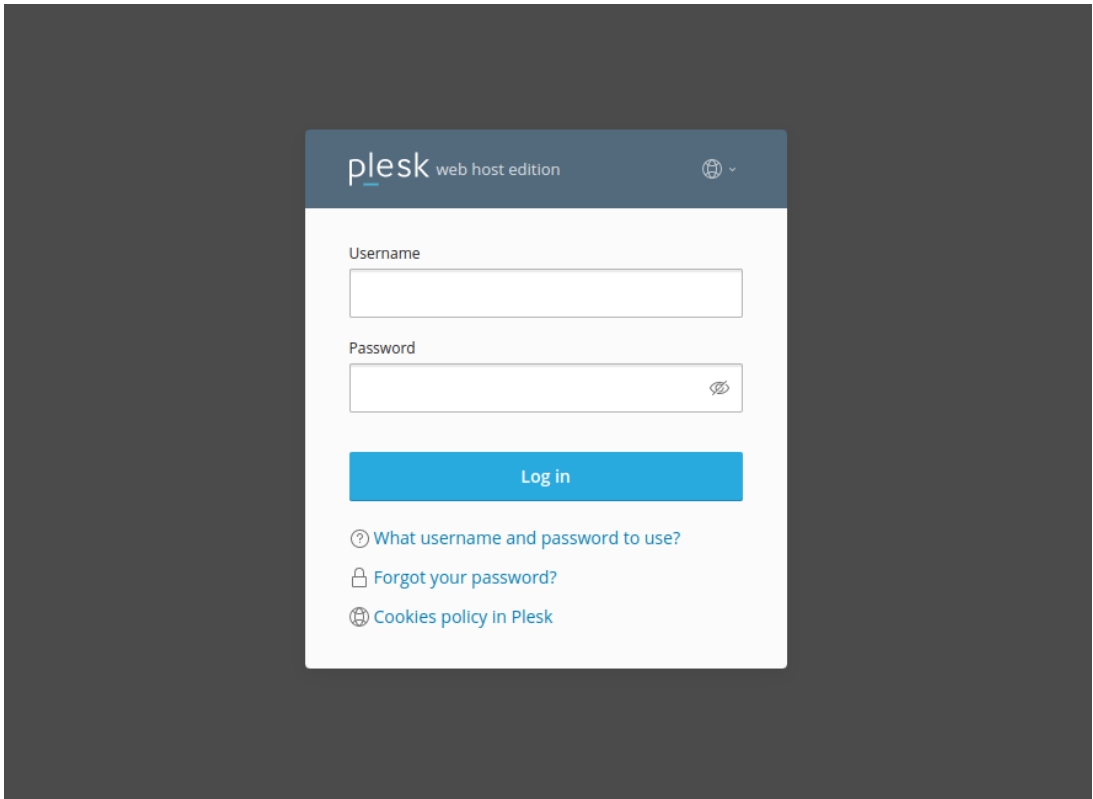 plesk web host edition
Username
Password
Log in
What username and password to use?
Forgot your password?
Cookies policy in Plesk